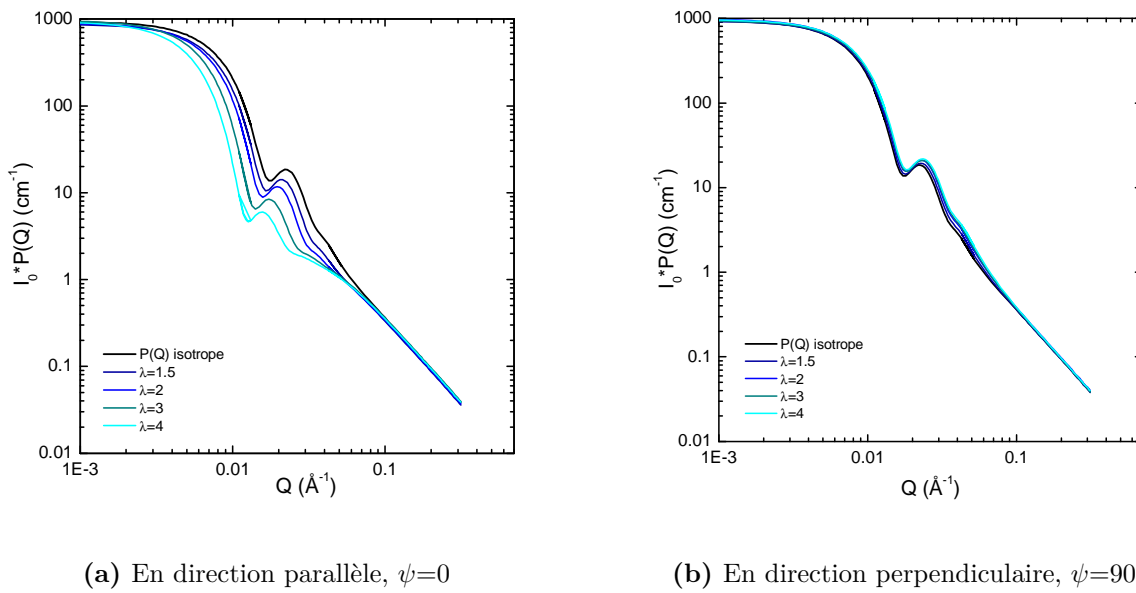 1000
100
10
1
0.1
0.01
1E-3
0.01
0.1
I0*P(Q) (cm-1)
Q (Å-1)
P(Q) isotrope
λ=1.5
λ=2
λ=3
λ=4
(a) En direction parallèle, ψ=0
1000
100
10
1
0.1
0.01
1E-3
0.01
0.1
I0*P(Q) (cm-1)
Q (Å-1)
P(Q) isotrope
λ=1.5
λ=2
λ=3
λ=4
(b) En direction perpendiculaire, ψ=90